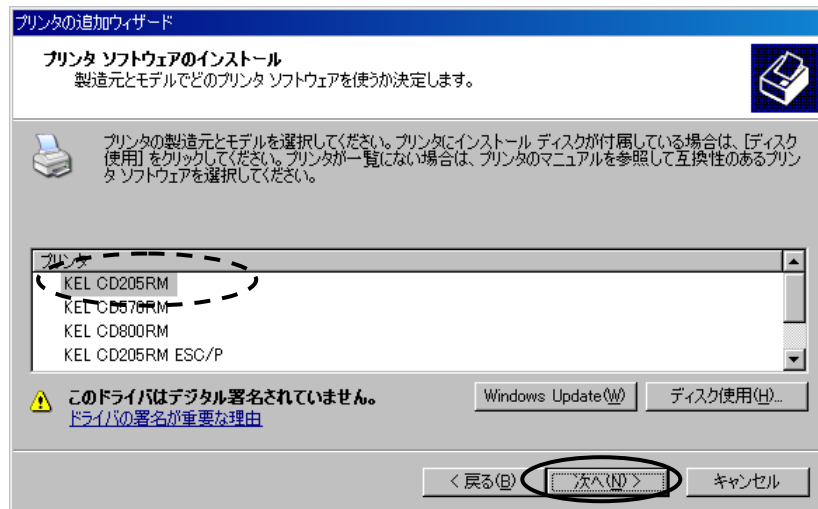 プリンタの追加ウィザード
プリンタ ソフトウェアのインストール
製造元とモデルでどのプリンタ ソフトウェアを使うか決定します。
プリンタの製造元とモデルを選択してください。プリンタにインストール ディスクが付属している場合は、[ディスク
使用] をクリックしてください。プリンタが一覧にない場合は、プリンタのマニュアルを参照して互換性のあるプリン
タ ソフトウェアを選択してください。
プリンタ
KEL CD205RM
KEL CD570RM
KEL CD800RM
KEL CD205RM ESC/P
このドライバはデジタル署名されていません。
Windows Update(W)
ディスク使用(H)...
ドライバの署名が重要な理由
< 戻る(B)
次へ(N) >
キャンセル